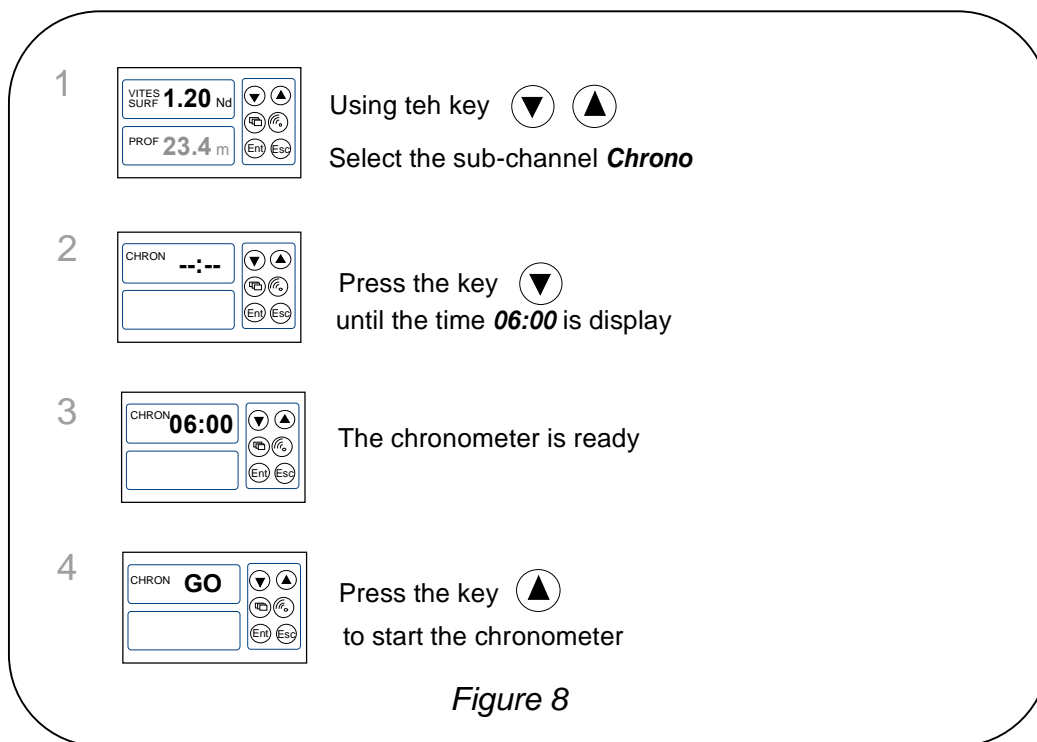 1
VITES
SURF 1.20 Nd
PROF 23.4 m
Ent Esc
Using teh key
Select the sub-channel Chrono
2
CHRON --:--
Ent Esc
Press the key
until the time 06:00 is display
3
CHRON 06:00
Ent Esc
The chronometer is ready
4
CHRON GO
Ent Esc
Press the key
to start the chronometer
Figure 8